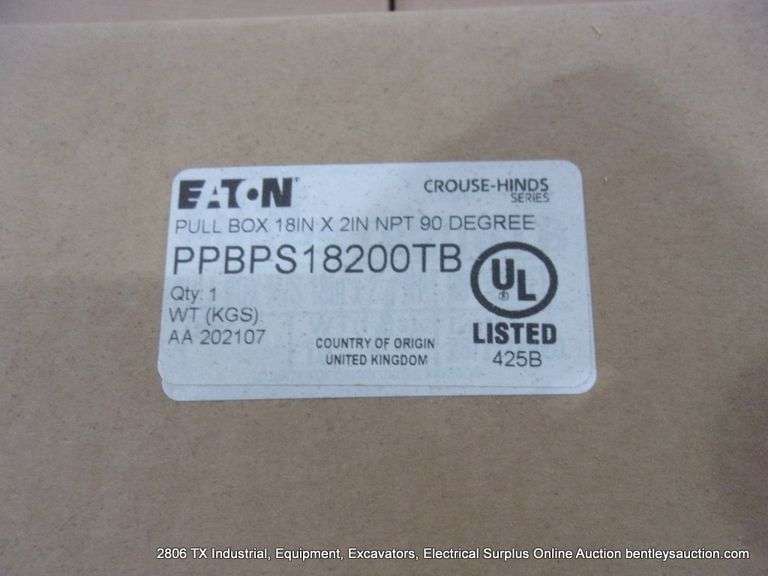 EATON
CROUSE-HINDS
SERIES
PULL BOX 18IN X 2IN NPT 90 DEGREE
PPBPS18200TB
Qty: 1
WT (KGS)
AA 202107
COUNTRY OF ORIGIN
UNITED KINGDOM
UL
LISTED
425B
2806 TX Industrial, Equipment, Excavators, Electrical Surplus Online Auction bentleysauction.com